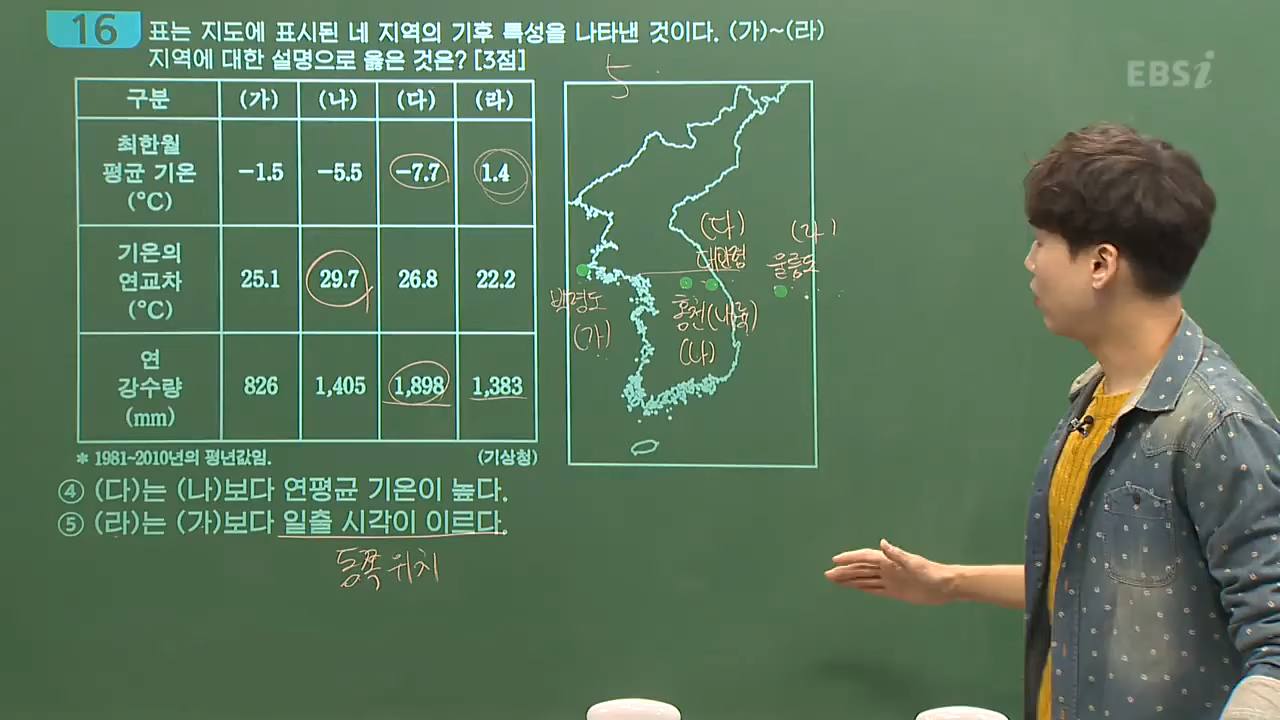 16
표는 지도에 표시된 네 지역의 기후 특성을 나타낸 것이다. (가)~(라)
지역에 대한 설명으로 옳은 것은? [3점]
5
EBSi
구분 (가) (나) (다) (라)
최한월 평균 기온 (℃) −1.5 −5.5 −7.7 1.4
기온의 연교차 (℃) 25.1 29.7 26.8 22.2
연 강수량 (mm) 826 1,405 1,898 1,383
* 1981~2010년의 평년값임. (기상청)
(다)
대관령
(라)
울릉도
백령도
(가)
홍천(내륙)
(나)
④ (다)는 (나)보다 연평균 기온이 높다.
⑤ (라)는 (가)보다 일출 시각이 이르다.
동쪽 위치